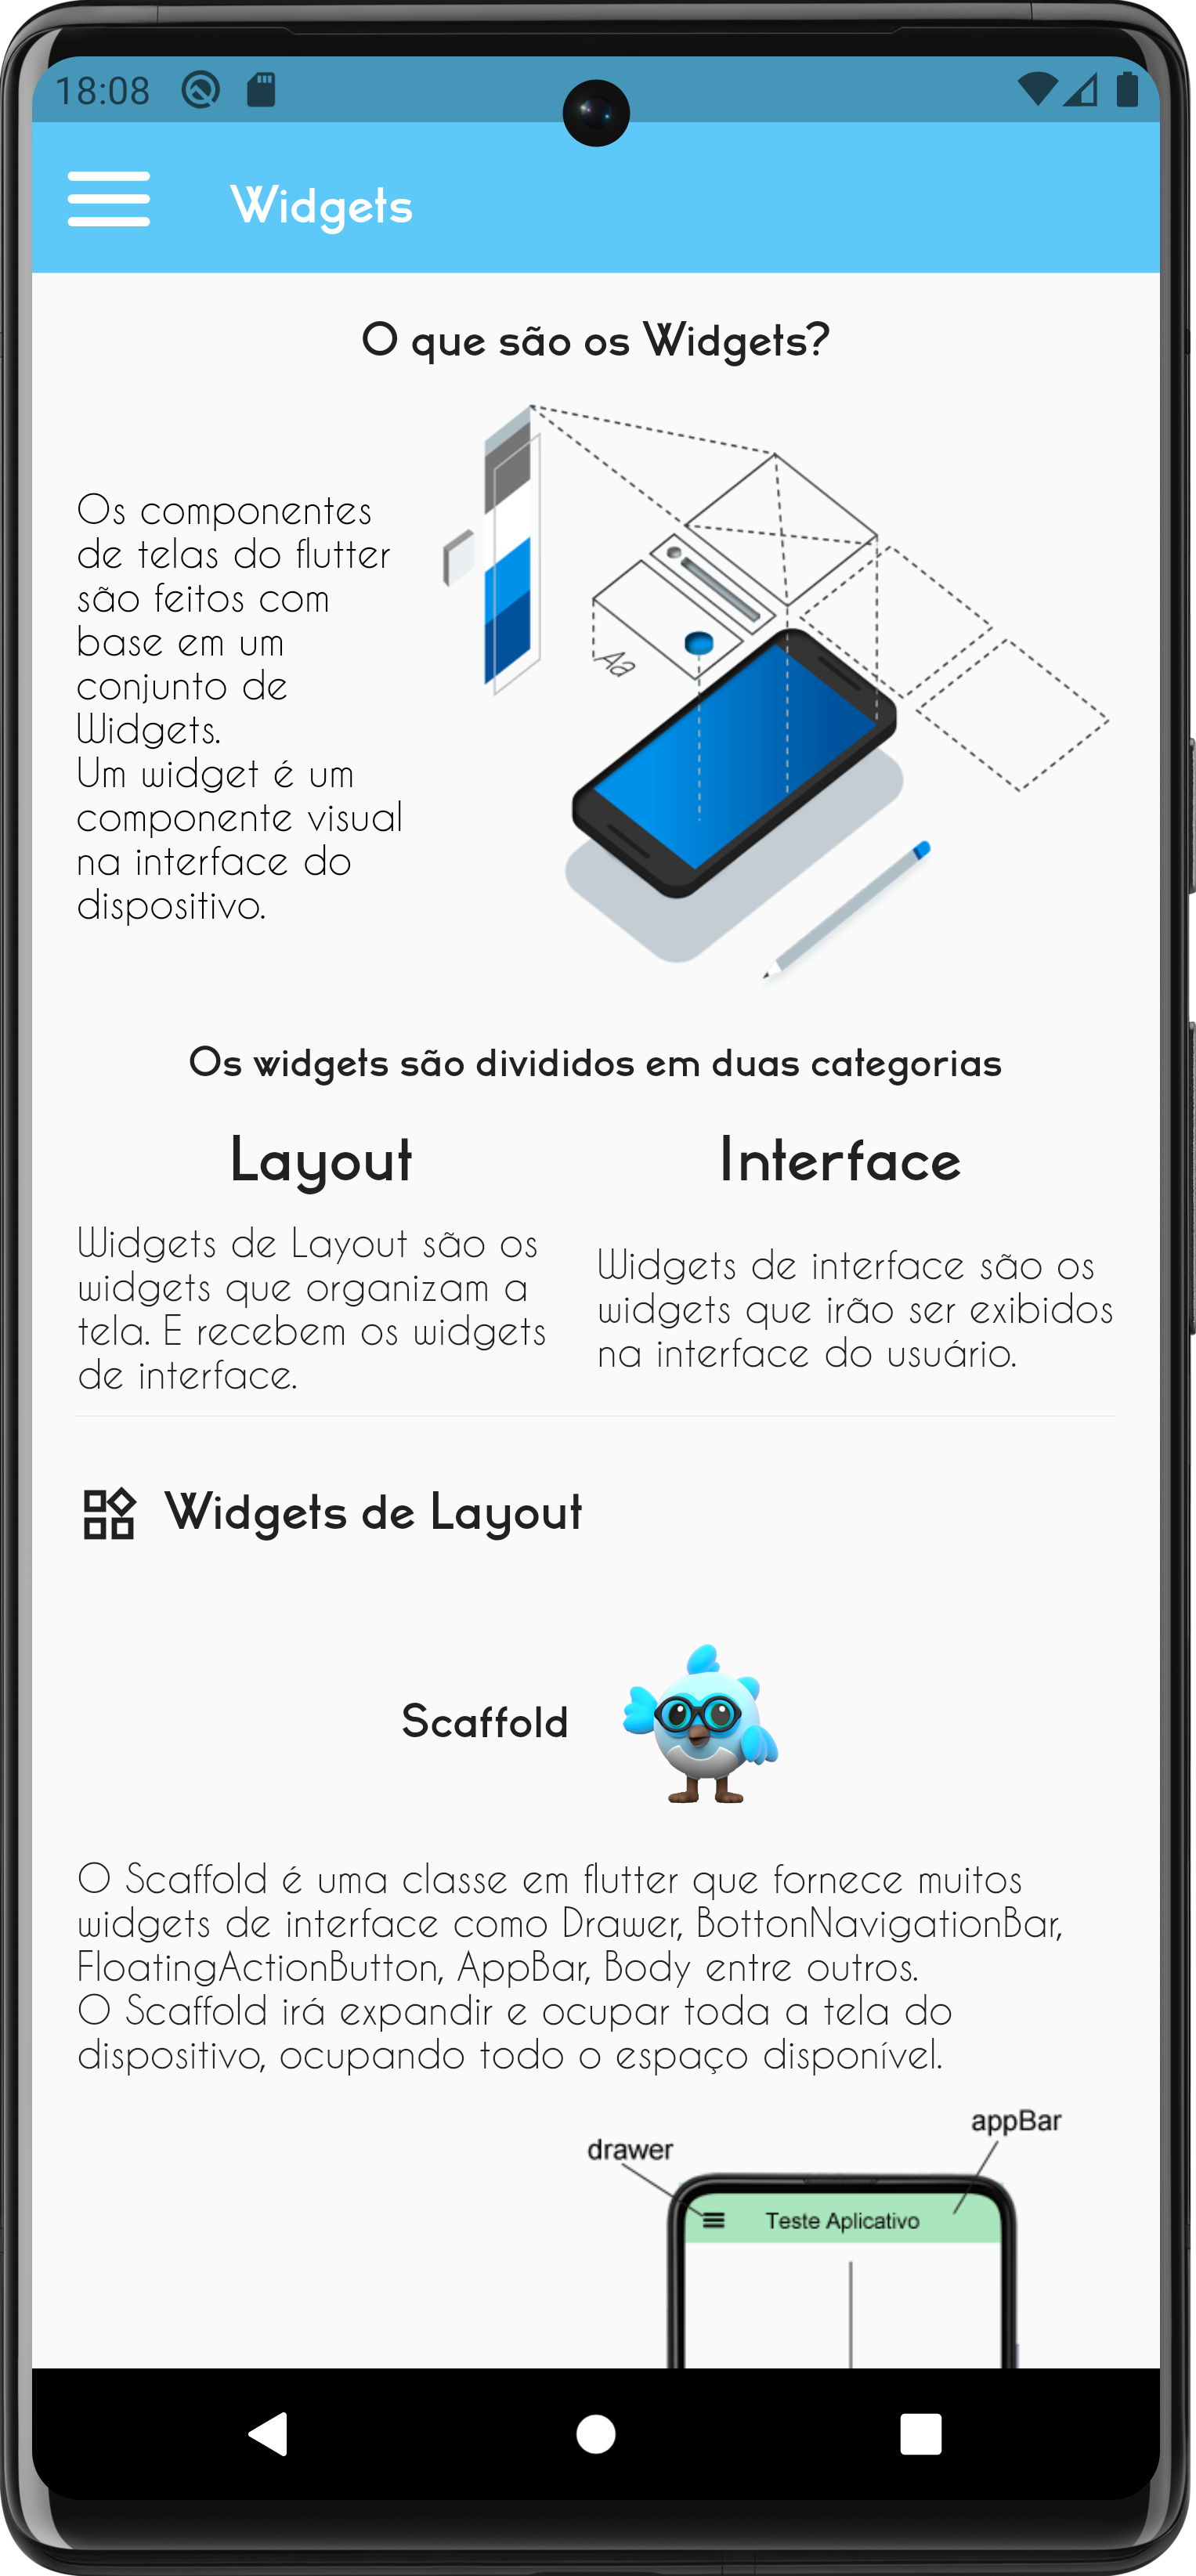 18:08
Widgets
O que são os Widgets?
Os componentes
de telas do flutter
são feitos com
base em um
conjunto de
Widgets.
Um widget é um
componente visual
na interface do
dispositivo.
Aa
Os widgets são divididos em duas categorias
Layout
Widgets de Layout são os
widgets que organizam a
tela. E recebem os widgets
de interface.
Interface
Widgets de interface são os
widgets que irão ser exibidos
na interface do usuário.
Widgets de Layout
Scaffold
O Scaffold é uma classe em flutter que fornece muitos
widgets de interface como Drawer, BottonNavigationBar,
FloatingActionButton, AppBar, Body entre outros.
O Scaffold irá expandir e ocupar toda a tela do
dispositivo, ocupando todo o espaço disponível.
appBar
drawer
Teste Aplicativo